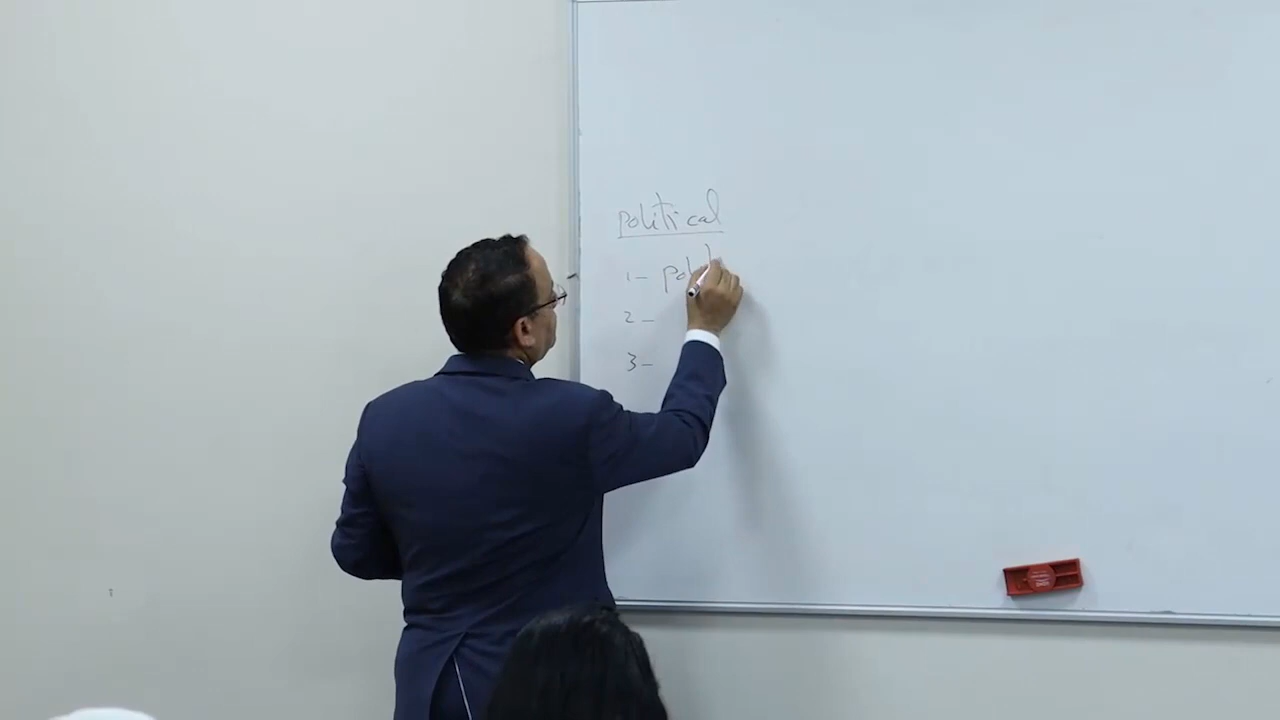 political
1- pol
2-
3-